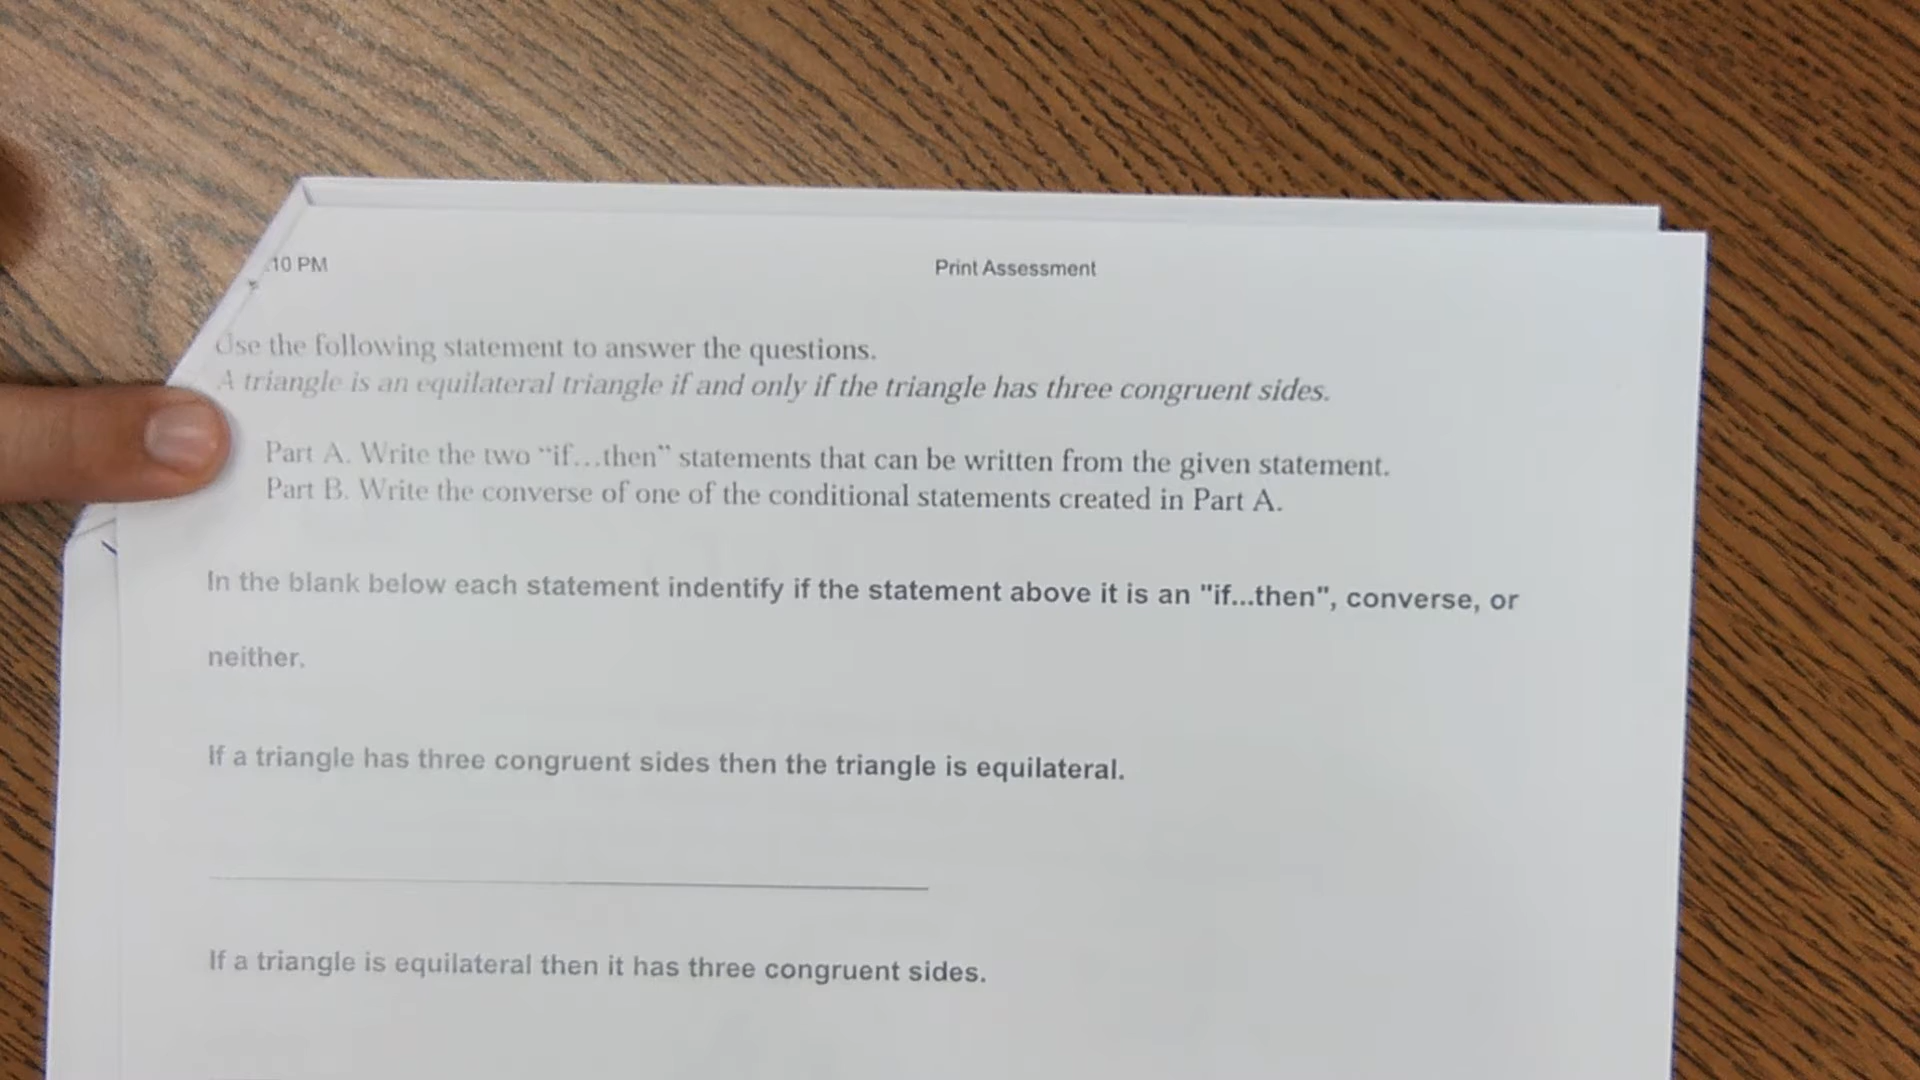 10 PM
Print Assessment
Use the following statement to answer the questions.
A triangle is an equilateral triangle if and only if the triangle has three congruent sides.
Part A. Write the two “if…then” statements that can be written from the given statement.
Part B. Write the converse of one of the conditional statements created in Part A.
In the blank below each statement indentify if the statement above it is an "if...then", converse, or
neither.
If a triangle has three congruent sides then the triangle is equilateral.
If a triangle is equilateral then it has three congruent sides.